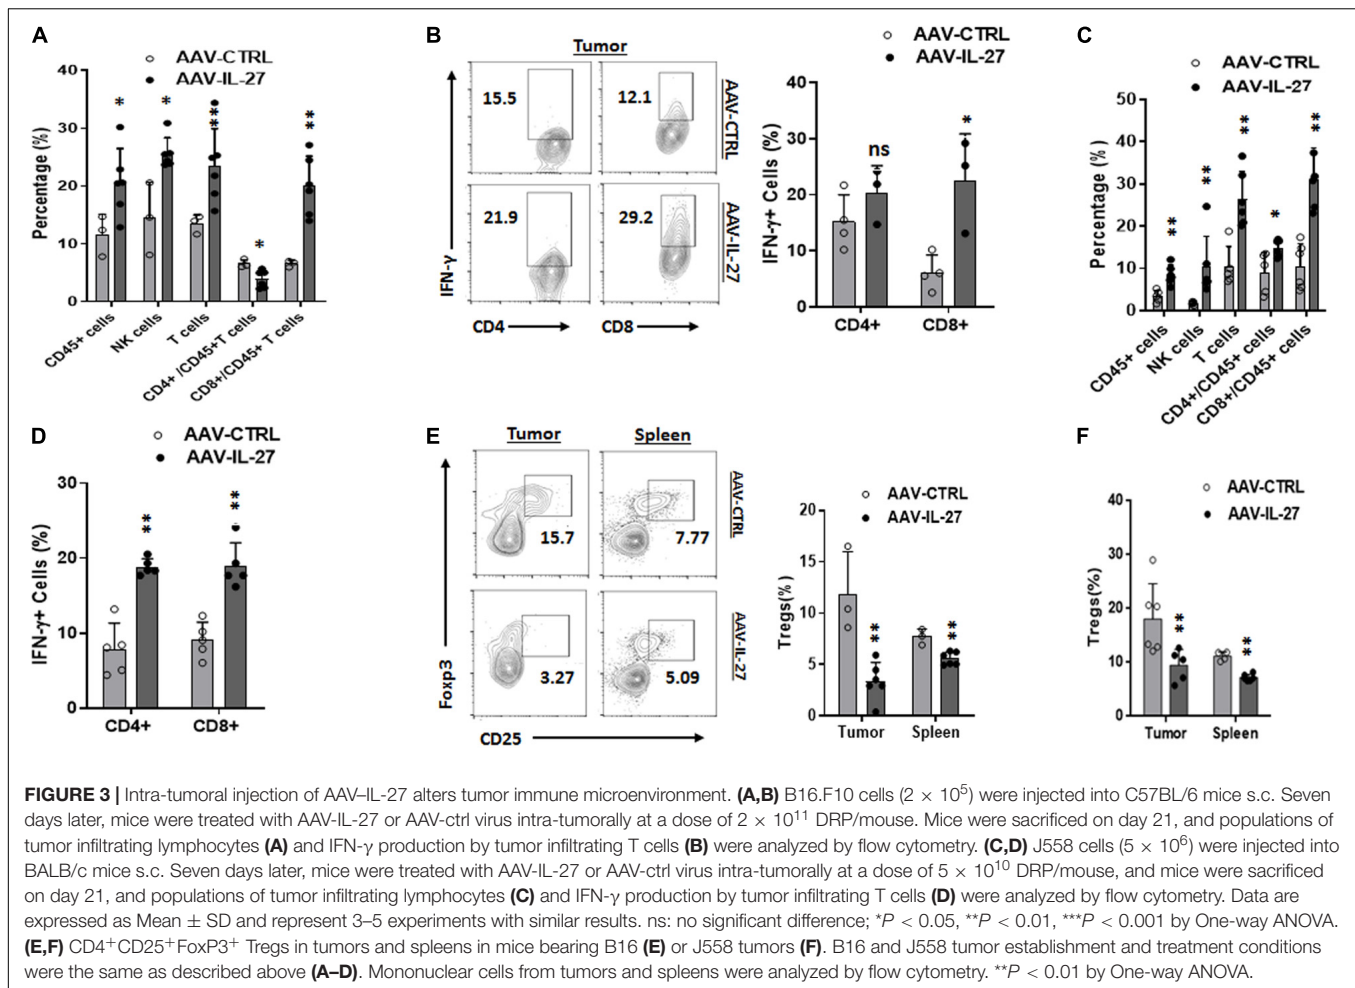 A
AAV-CTRL
AAV-IL-27
Percentage (%)
40
30
20
10
0
*
*
***
*
**
CD45+ cells
NK cells
T cells
CD4+ /CD45+T cells
CD8+/CD45+ T cells
B
Tumor
15.5
12.1
AAV-CTRL
21.9
29.2
AAV-IL-27
IFN-γ
CD4
CD8
AAV-CTRL
AAV-IL-27
IFN-γ+ Cells (%)
40
30
20
10
0
ns
*
CD4+
CD8+
C
AAV-CTRL
AAV-IL-27
Percentage (%)
50
40
30
20
10
0
**
**
**
*
**
CD45+ cells
NK cells
T cells
CD4+/CD45+ cells
CD8+/CD45+ cells
D
AAV-CTRL
AAV-IL-27
IFN-γ+ Cells (%)
30
20
10
0
**
**
CD4+
CD8+
E
Tumor
Spleen
15.7
7.77
AAV-CTRL
3.27
5.09
AAV-IL-27
Foxp3
CD25
AAV-CTRL
AAV-IL-27
Tregs(%)
20
15
10
5
0
**
**
Tumor
Spleen
F
AAV-CTRL
AAV-IL-27
Tregs(%)
40
30
20
10
0
**
**
Tumor
Spleen
FIGURE 3 | Intra-tumoral injection of AAV–IL-27 alters tumor immune microenvironment. (A,B) B16.F10 cells (2 × 10⁵) were injected into C57BL/6 mice s.c. Seven
days later, mice were treated with AAV-IL-27 or AAV-ctrl virus intra-tumorally at a dose of 2 × 10¹¹ DRP/mouse. Mice were sacrificed on day 21, and populations of
tumor infiltrating lymphocytes (A) and IFN-γ production by tumor infiltrating T cells (B) were analyzed by flow cytometry. (C,D) J558 cells (5 × 10⁶) were injected into
BALB/c mice s.c. Seven days later, mice were treated with AAV-IL-27 or AAV-ctrl virus intra-tumorally at a dose of 5 × 10¹⁰ DRP/mouse, and mice were sacrificed
on day 21, and populations of tumor infiltrating lymphocytes (C) and IFN-γ production by tumor infiltrating T cells (D) were analyzed by flow cytometry. Data are
expressed as Mean ± SD and represent 3–5 experiments with similar results. ns: no significant difference; *P < 0.05, **P < 0.01, ***P < 0.001 by One-way ANOVA.
(E,F) CD4⁺CD25⁺FoxP3⁺ Tregs in tumors and spleens in mice bearing B16 (E) or J558 tumors (F). B16 and J558 tumor establishment and treatment conditions
were the same as described above (A–D). Mononuclear cells from tumors and spleens were analyzed by flow cytometry. **P < 0.01 by One-way ANOVA.